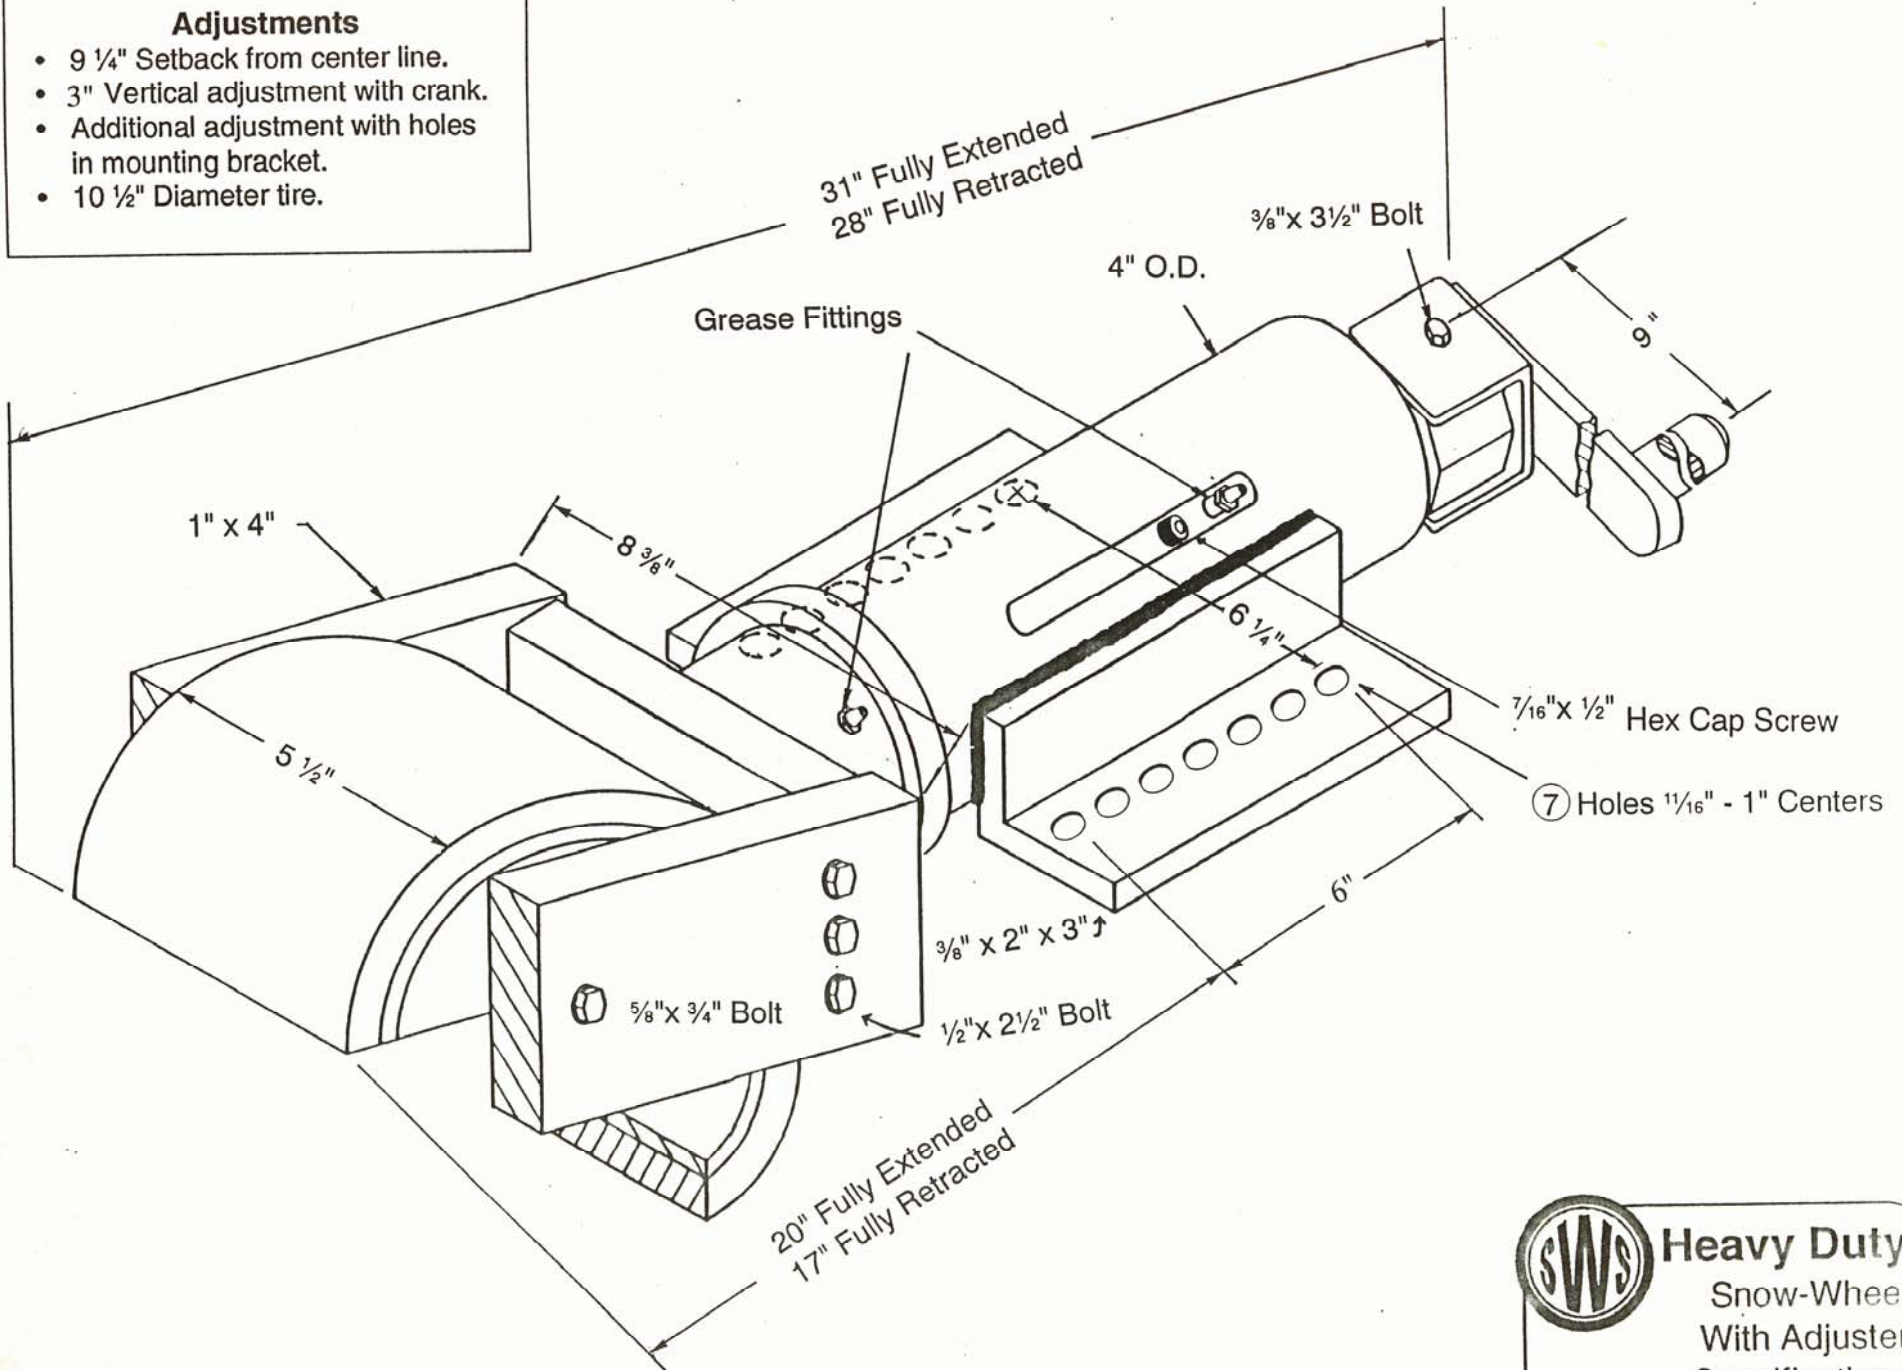 Adjustments
• 9 ¼" Setback from center line.
• 3" Vertical adjustment with crank.
• Additional adjustment with holes
in mounting bracket.
• 10 ½" Diameter tire.
31" Fully Extended
28" Fully Retracted
⅜"x 3½" Bolt
4" O.D.
Grease Fittings
9"
1" x 4"
8 ⅜"
6 ¼"
5 ½"
7/16"x ½" Hex Cap Screw
⑦ Holes 11/16" - 1" Centers
6"
⅜" x 2" x 3"
⅝"x ¾" Bolt
½"x 2½" Bolt
20" Fully Extended
17" Fully Retracted
SWS
Heavy Duty
Snow-Whee
With Adjuster